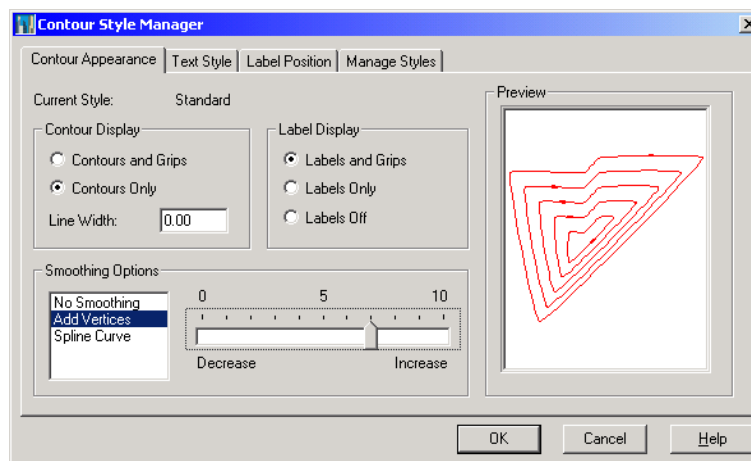 Contour Style Manager
Contour Appearance Text Style Label Position Manage Styles
Current Style: Standard
Contour Display
Contours and Grips
Contours Only
Line Width: 0.00
Label Display
Labels and Grips
Labels Only
Labels Off
Smoothing Options
No Smoothing
Add Vertices
Spline Curve
0 5 10
Decrease Increase
Preview
OK Cancel Help